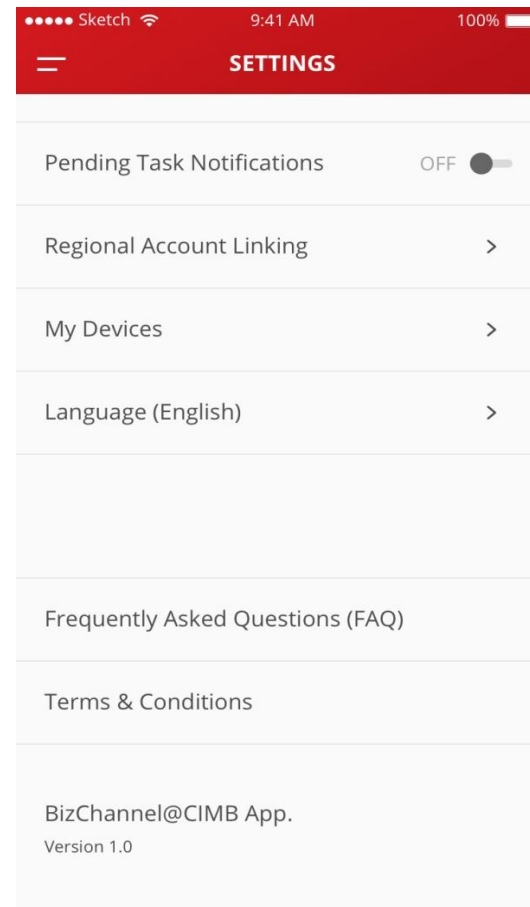 Sketch 9:41 AM 100%
SETTINGS
Pending Task Notifications OFF
Regional Account Linking
My Devices
Language (English)
Frequently Asked Questions (FAQ)
Terms & Conditions
BizChannel@CIMB App.
Version 1.0